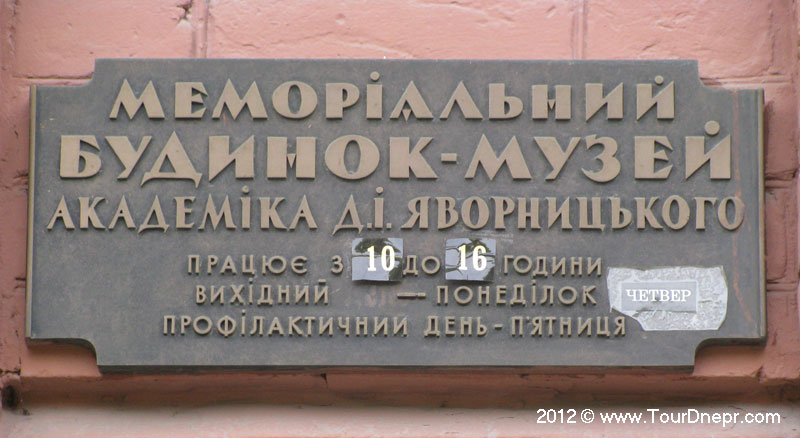 МЕМОРІАЛЬНИЙ
БУДИНОК-МУЗЕЙ
АКАДЕМІКА Д.І. ЯВОРНИЦЬКОГО
ПРАЦЮЄ З 10 ДО 16 ГОДИНИ
ВИХІДНИЙ — ПОНЕДІЛОК ЧЕТВЕР
ПРОФІЛАКТИЧНИЙ ДЕНЬ - П'ЯТНИЦЯ
2012 © www.TourDnepr.com